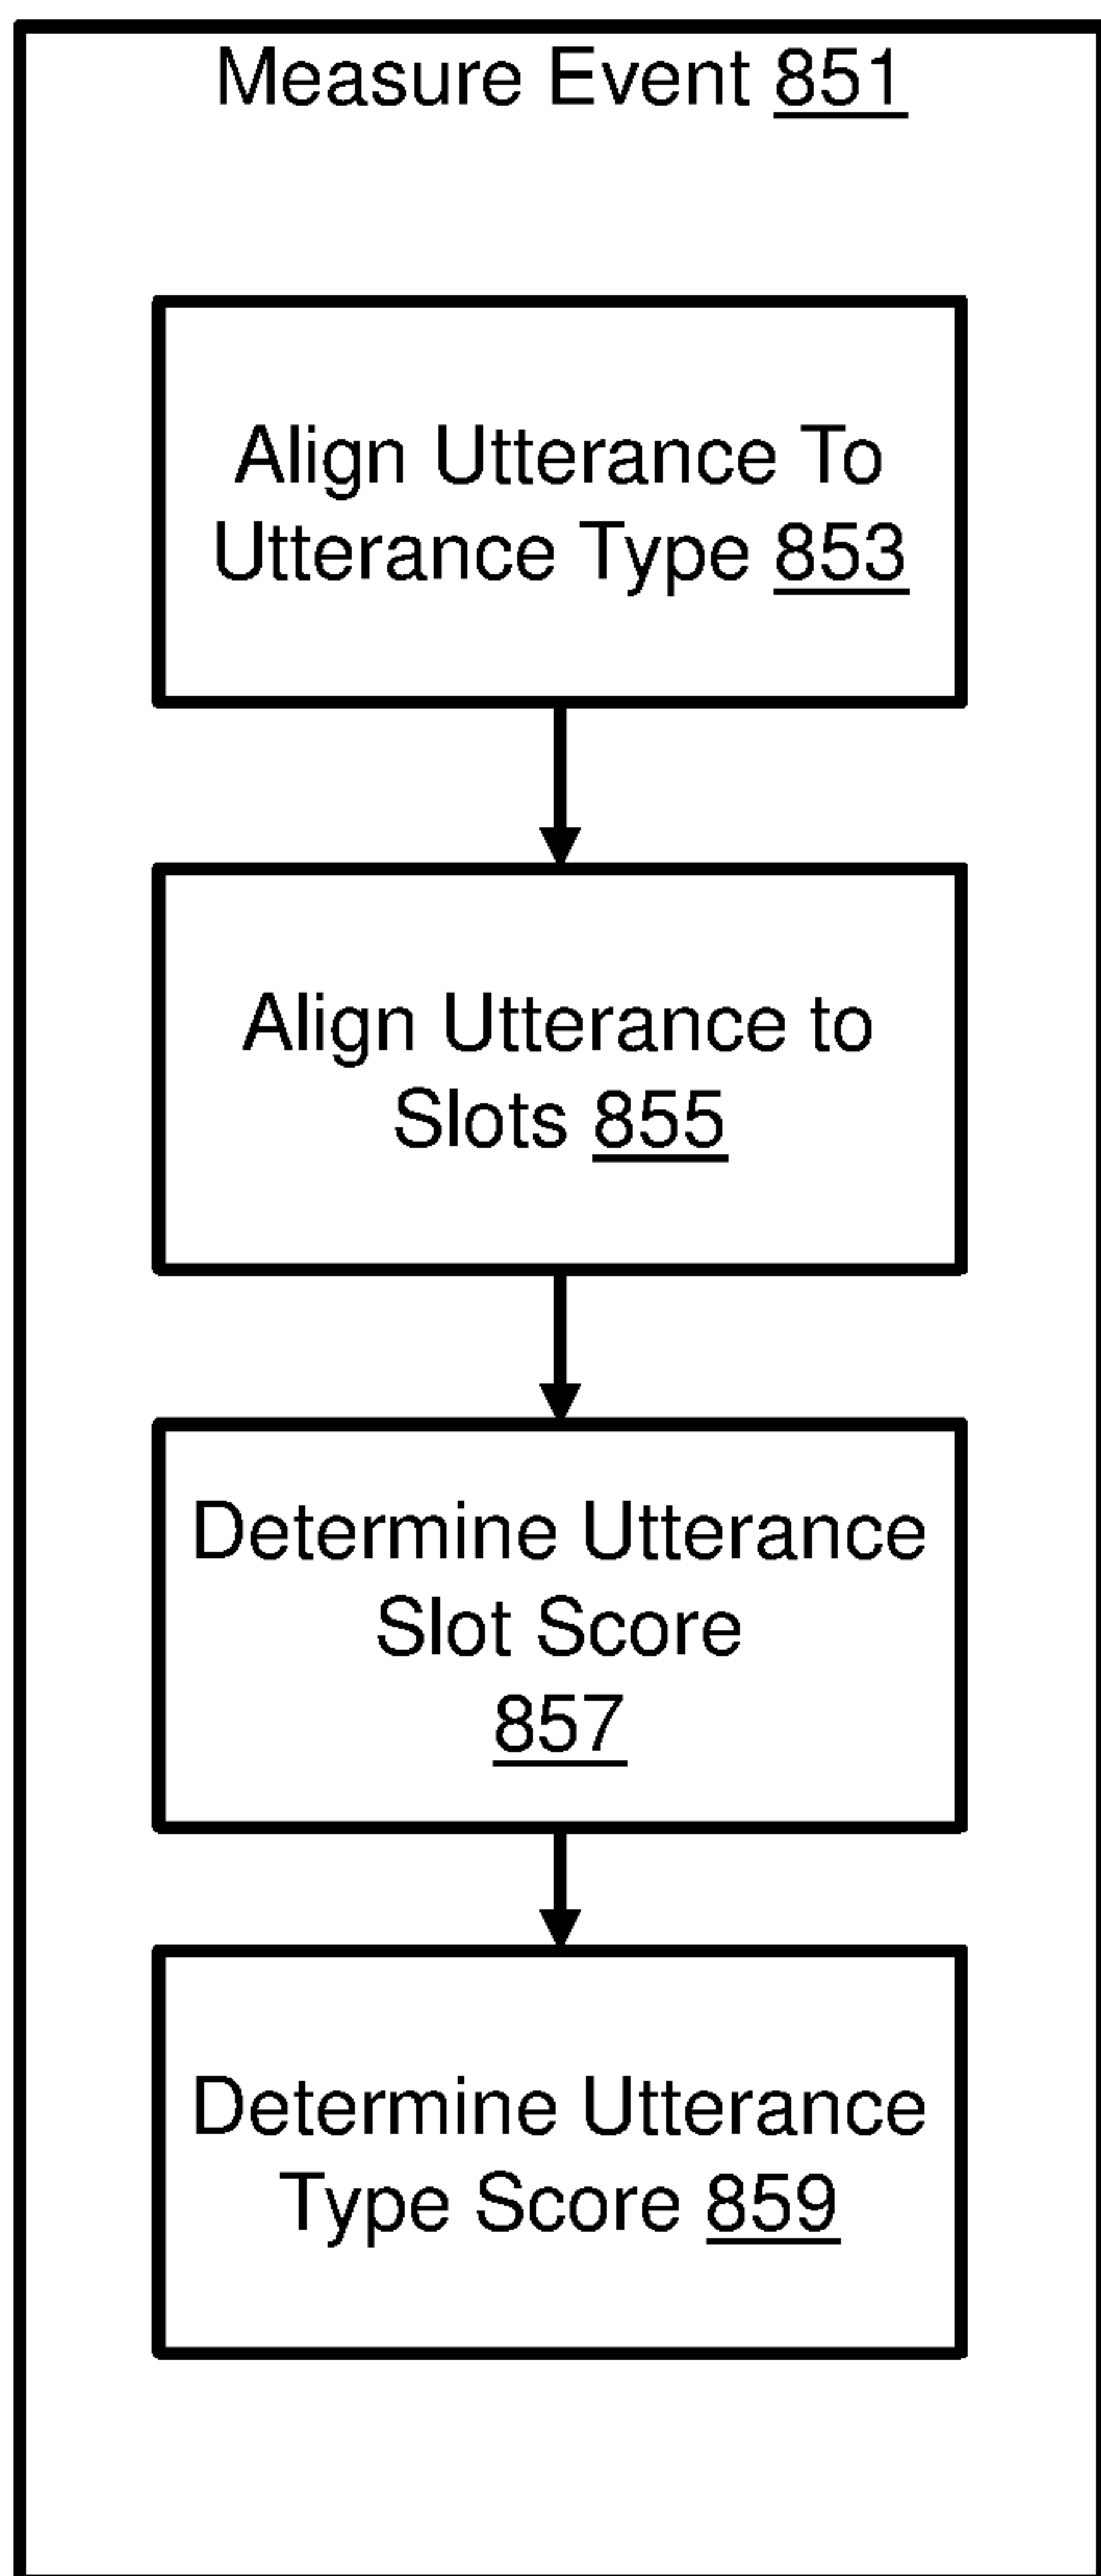 Measure Event 851
Align Utterance To
Utterance Type 853
Align Utterance to
Slots 855
Determine Utterance
Slot Score
857
Determine Utterance
Type Score 859